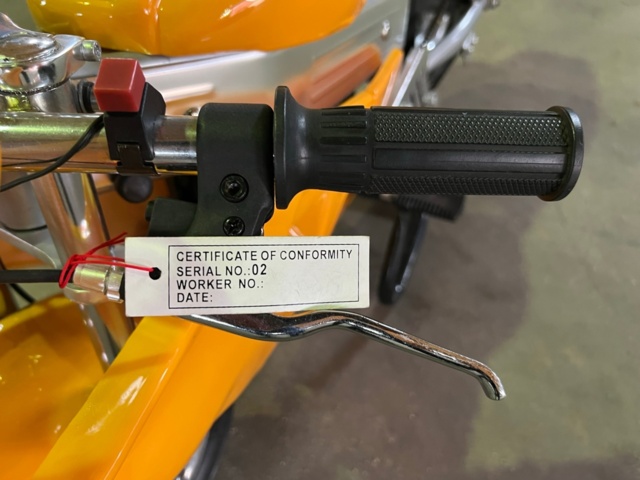 CERTIFICATE OF CONFORMITY
SERIAL NO.:02
WORKER NO.:
DATE: